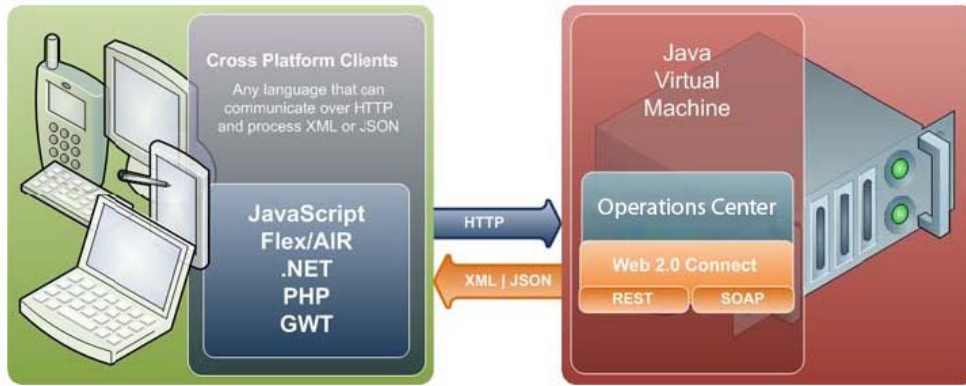 Cross Platform Clients
Any language that can
communicate over HTTP
and process XML or JSON
JavaScript
Flex/AIR
.NET
PHP
GWT
HTTP
XML | JSON
Java
Virtual
Machine
Operations Center
Web 2.0 Connect
REST
SOAP